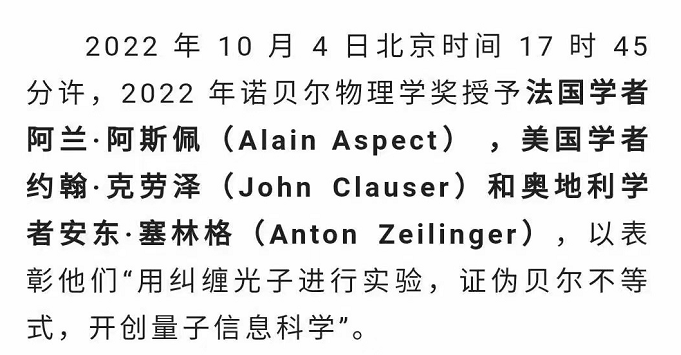 2022 年 10 月 4 日北京时间 17 时 45
分许，2022 年诺贝尔物理学奖授予法国学者
阿兰·阿斯佩（Alain Aspect），美国学者
约翰·克劳泽（John Clauser）和奥地利学
者安东·塞林格（Anton Zeilinger），以表
彰他们“用纠缠光子进行实验，证伪贝尔不等
式，开创量子信息科学”。